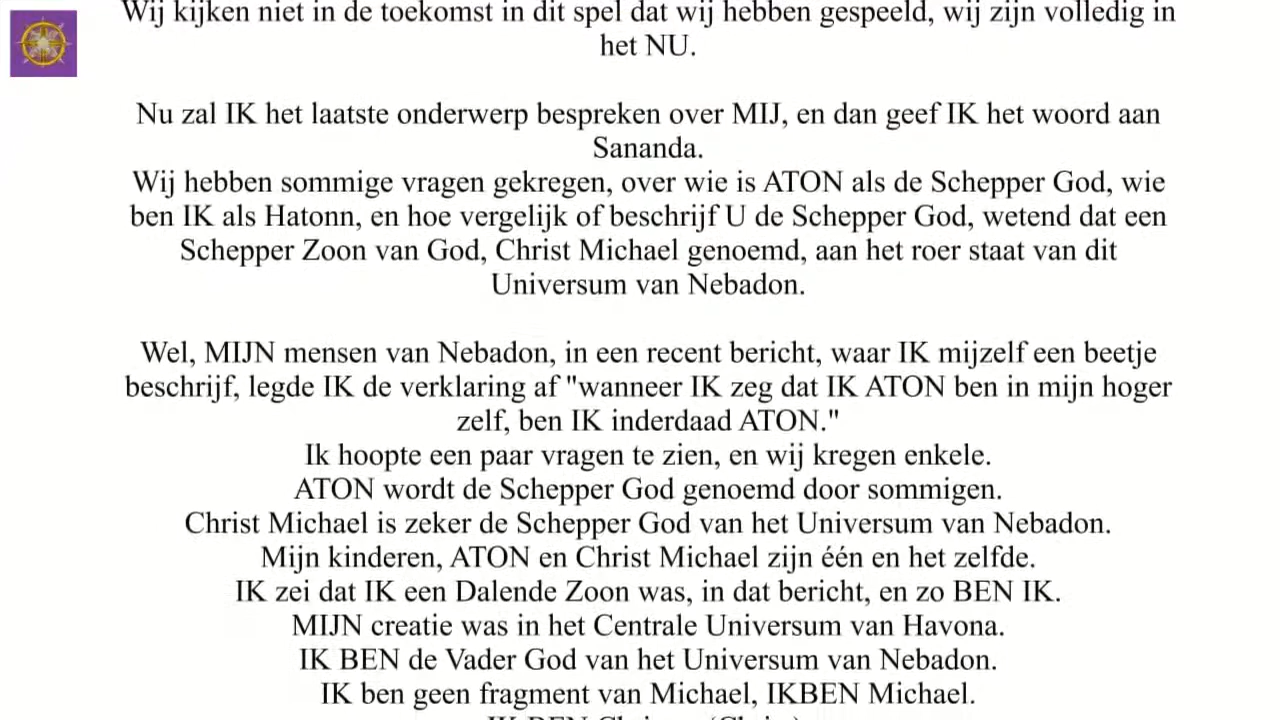 Wij kijken niet in de toekomst in dit spel dat wij hebben gespeeld, wij zijn volledig in
het NU.
Nu zal IK het laatste onderwerp bespreken over MIJ, en dan geef IK het woord aan
Sananda.
Wij hebben sommige vragen gekregen, over wie is ATON als de Schepper God, wie
ben IK als Hatonn, en hoe vergelijk of beschrijf U de Schepper God, wetend dat een
Schepper Zoon van God, Christ Michael genoemd, aan het roer staat van dit
Universum van Nebadon.
Wel, MIJN mensen van Nebadon, in een recent bericht, waar IK mijzelf een beetje
beschrijf, legde IK de verklaring af "wanneer IK zeg dat IK ATON ben in mijn hoger
zelf, ben IK inderdaad ATON."
Ik hoopte een paar vragen te zien, en wij kregen enkele.
ATON wordt de Schepper God genoemd door sommigen.
Christ Michael is zeker de Schepper God van het Universum van Nebadon.
Mijn kinderen, ATON en Christ Michael zijn één en het zelfde.
IK zei dat IK een Dalende Zoon was, in dat bericht, en zo BEN IK.
MIJN creatie was in het Centrale Universum van Havona.
IK BEN de Vader God van het Universum van Nebadon.
IK ben geen fragment van Michael, IKBEN Michael.
IK BEN